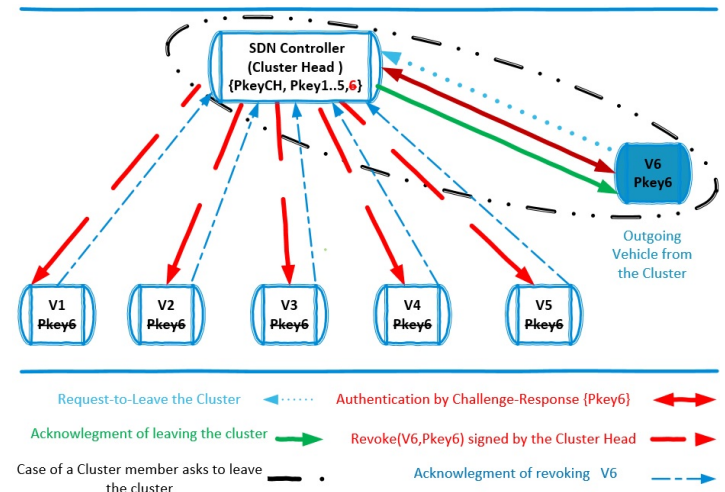 SDN Controller
(Cluster Head )
{PkeyCH, Pkey1..5,6}
V6
Pkey6
Outgoing
Vehicle from
the Cluster
V1
Pkey6
V2
Pkey6
V3
Pkey6
V4
Pkey6
V5
Pkey6
Request-to-Leave the Cluster
Authentication by Challenge-Response {Pkey6}
Acknowlegment of leaving the cluster
Revoke(V6,Pkey6) signed by the Cluster Head
Case of a Cluster member asks to leave
the cluster
Acknowlegment of revoking V6